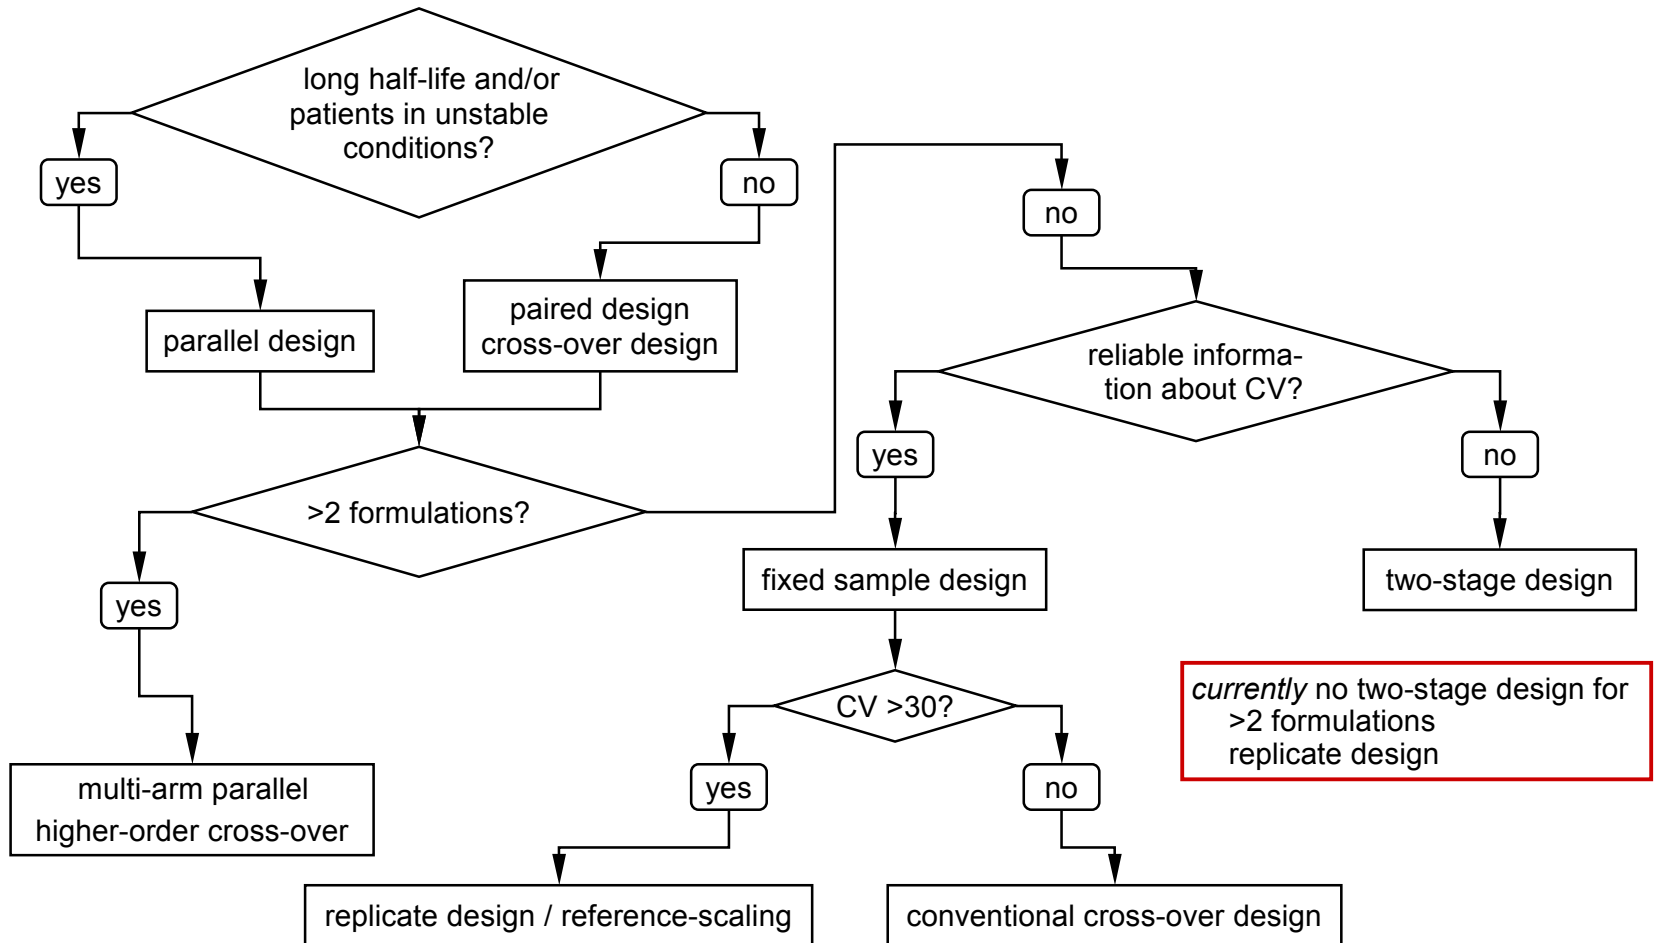 long half-life and/or
patients in unstable
conditions?
yes
no
parallel design
paired design
cross-over design
>2 formulations?
yes
multi-arm parallel
higher-order cross-over
no
reliable informa-
tion about CV?
yes
no
fixed sample design
two-stage design
CV >30?
yes
no
replicate design / reference-scaling
conventional cross-over design
currently no two-stage design for
>2 formulations
replicate design